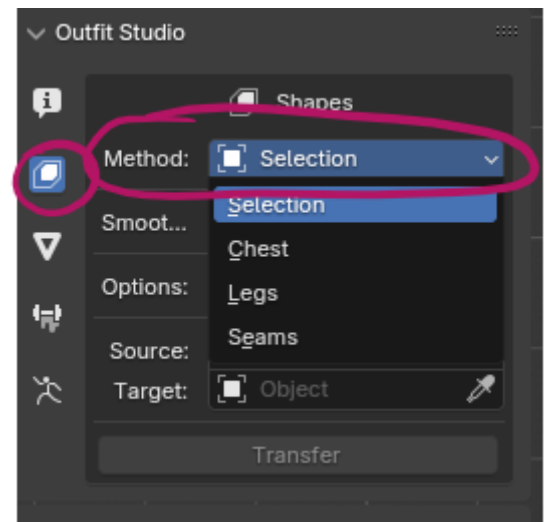 Outfit Studio
Shapes
Method: Selection
Selection
Smoot...
Chest
Options:
Legs
Seams
Source:
Target: Object
Transfer